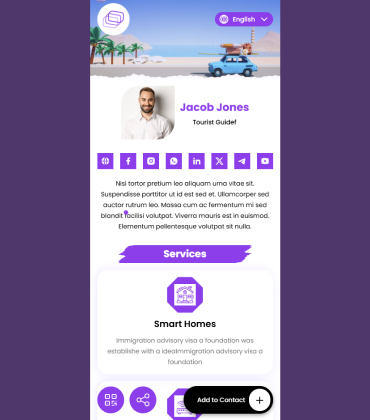 English
Jacob Jones
Tourist Guidef
Nisi tortor pretium leo aliquam urna vitae sit.
Suspendisse porttitor ut id est sed et. Ullamcorper sed
auctor rutrum leo. Massa cum ac fermentum mi sed
blandit facilisi volutpat. Viverra mauris est in euismod.
Elementum pellentesque volutpat sit nulla.
Services
Smart Homes
Immigration advisory visa a foundation was
establishe with a ideaImmigration advisory visa a
foundation
Add to Contact